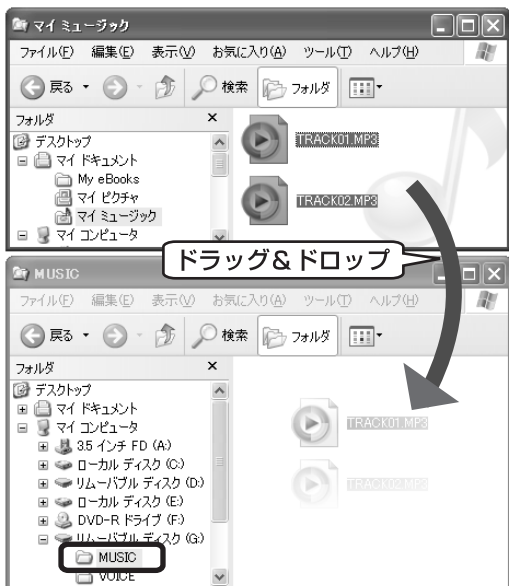 マイ ミュージック
ファイル(F) 編集(E) 表示(V) お気に入り(A) ツール(T) ヘルプ(H)
戻る 検索 フォルダ
フォルダ ×
デスクトップ
マイ ドキュメント
My eBooks
マイ ピクチャ
マイ ミュージック
マイ コンピュータ
TRACK01.MP3
TRACK02.MP3
ドラッグ&ドロップ
MUSIC
ファイル(F) 編集(E) 表示(V) お気に入り(A) ツール(T) ヘルプ(H)
戻る 検索 フォルダ
フォルダ ×
デスクトップ
マイ ドキュメント
マイ コンピュータ
3.5 インチ FD (A:)
ローカル ディスク (C:)
リムーバブル ディスク (D:)
ローカル ディスク (E:)
DVD-R ドライブ (F:)
リムーバブル ディスク (G:)
MUSIC
VOICE
TRACK01.MP3
TRACK02.MP3